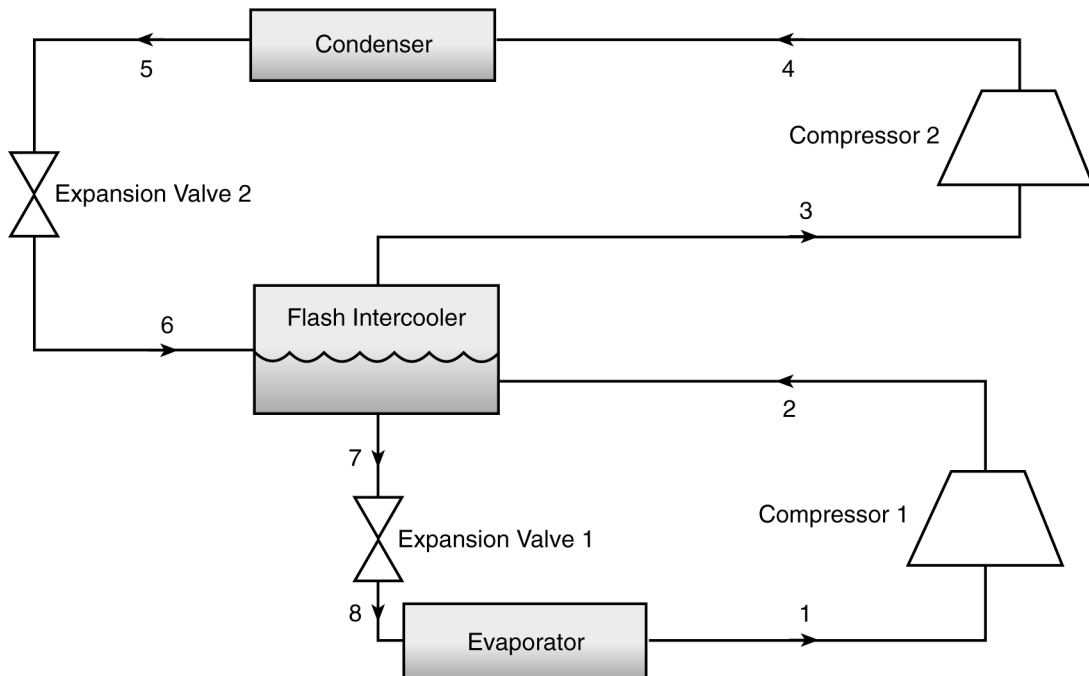 Condenser
5
4
Compressor 2
Expansion Valve 2
3
Flash Intercooler
6
2
7
Compressor 1
Expansion Valve 1
8
1
Evaporator